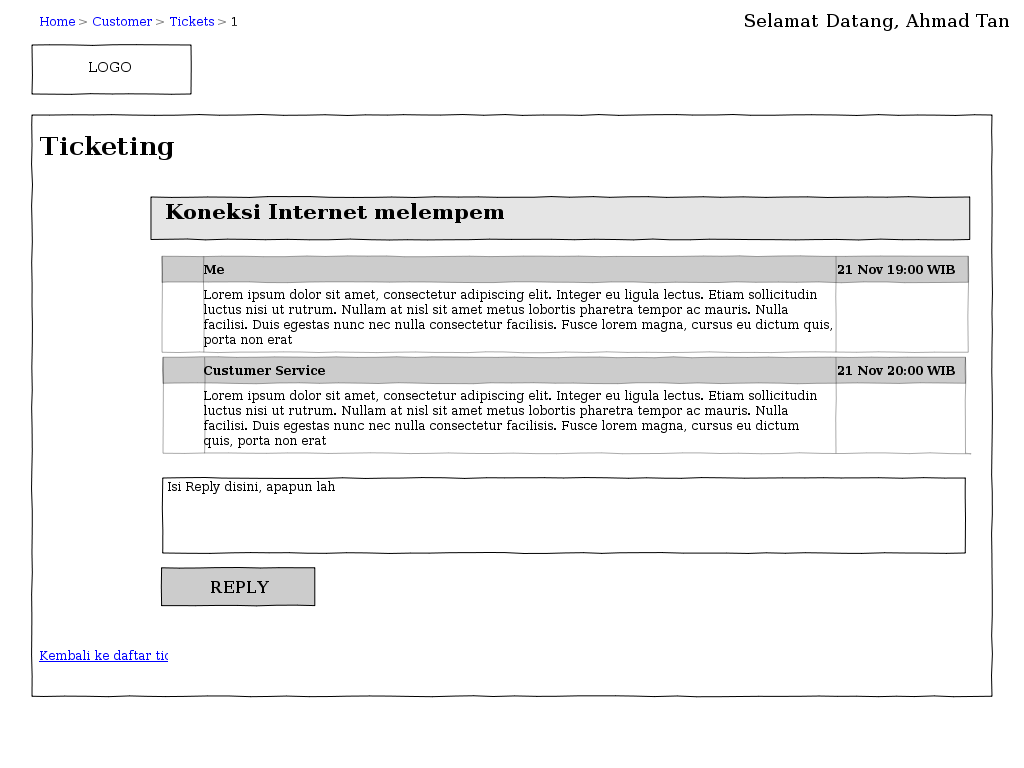 Home > Customer > Tickets > 1
Selamat Datang, Ahmad Tan
LOGO
Ticketing
Koneksi Internet melempem
Me 21 Nov 19:00 WIB
Lorem ipsum dolor sit amet, consectetur adipiscing elit. Integer eu ligula lectus. Etiam sollicitudin
luctus nisi ut rutrum. Nullam at nisl sit amet metus lobortis pharetra tempor ac mauris. Nulla
facilisi. Duis egestas nunc nec nulla consectetur facilisis. Fusce lorem magna, cursus eu dictum quis,
porta non erat
Custumer Service 21 Nov 20:00 WIB
Lorem ipsum dolor sit amet, consectetur adipiscing elit. Integer eu ligula lectus. Etiam sollicitudin
luctus nisi ut rutrum. Nullam at nisl sit amet metus lobortis pharetra tempor ac mauris. Nulla
facilisi. Duis egestas nunc nec nulla consectetur facilisis. Fusce lorem magna, cursus eu dictum
quis, porta non erat
Isi Reply disini, apapun lah
REPLY
Kembali ke daftar